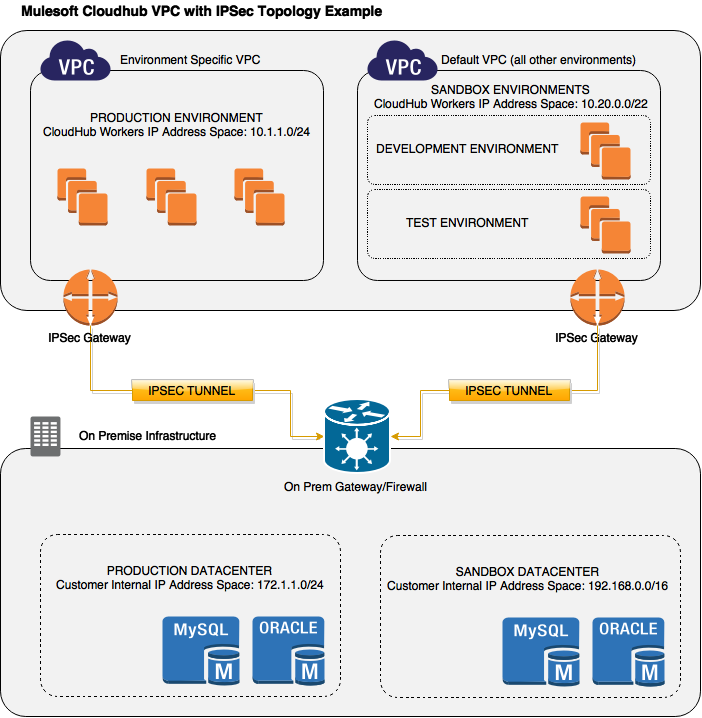 Mulesoft Cloudhub VPC with IPSec Topology Example
VPC
Environment Specific VPC
PRODUCTION ENVIRONMENT
CloudHub Workers IP Address Space: 10.1.1.0/24
VPC
Default VPC (all other environments)
SANDBOX ENVIRONMENTS
CloudHub Workers IP Address Space: 10.20.0.0/22
DEVELOPMENT ENVIRONMENT
TEST ENVIRONMENT
IPSec Gateway
IPSec Gateway
IPSEC TUNNEL
IPSEC TUNNEL
On Premise Infrastructure
On Prem Gateway/Firewall
PRODUCTION DATACENTER
Customer Internal IP Address Space: 172.1.1.0/24
MySQL
M
ORACLE
M
SANDBOX DATACENTER
Customer Internal IP Address Space: 192.168.0.0/16
MySQL
M
ORACLE
M